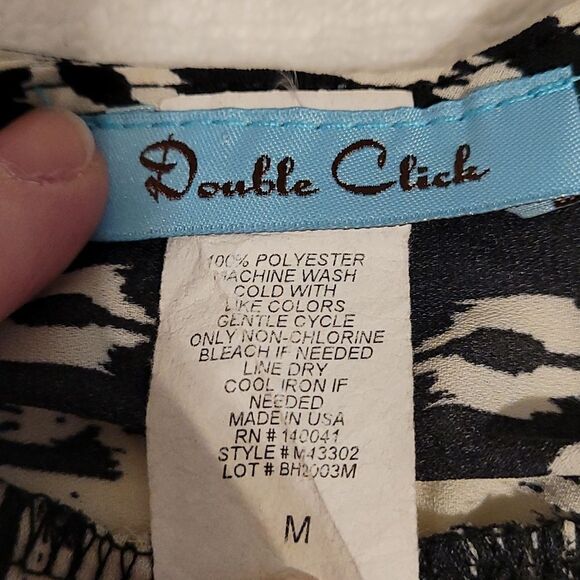 Double Click
100% POLYESTER
MACHINE WASH
COLD WITH
LIKE COLORS
GENTLE CYCLE
ONLY NON-CHLORINE
BLEACH IF NEEDED
LINE DRY
COOL IRON IF
NEEDED
MADE IN USA
RN # 140041
STYLE # M43302
LOT # BH2003M
M